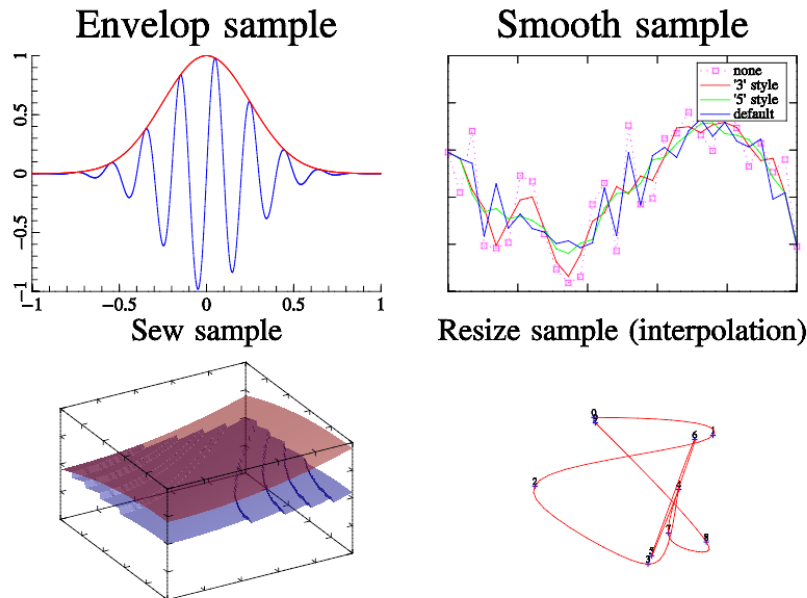 Envelop sample
Smooth sample
1
0.5
0
−0.5
−1
−1 −0.5 0 0.5 1
none
'3' style
'5' style
default
Sew sample
Resize sample (interpolation)
0
1
6
2
4
7
8
5
3